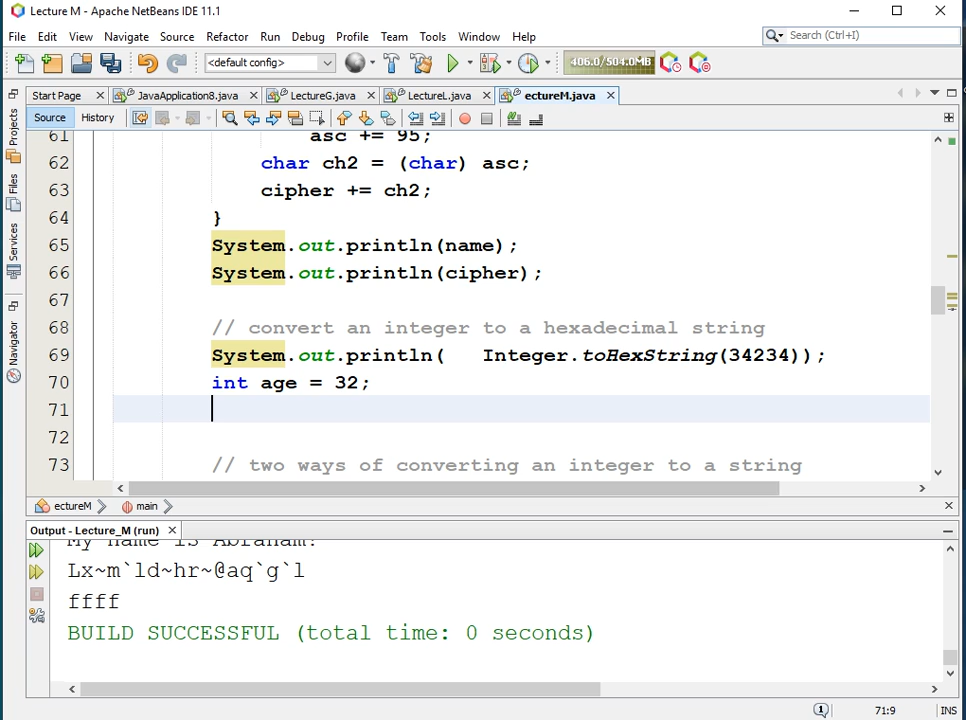 Lecture M - Apache NetBeans IDE 11.1
File Edit View Navigate Source Refactor Run Debug Profile Team Tools Window Help
Search (Ctrl+I)
<default config>
406.0/504.0MB
Start Page JavaApplication8.java LectureG.java LectureL.java ectureM.java
Source History
Projects
Files
Services
Navigator
61 asc += 95;
62 char ch2 = (char) asc;
63 cipher += ch2;
64 }
65 System.out.println(name);
66 System.out.println(cipher);
67
68 // convert an integer to a hexadecimal string
69 System.out.println(   Integer.toHexString(34234));
70 int age = 32;
71
72
73 // two ways of converting an integer to a string
ectureM main
Output - Lecture_M (run)
My name is Abraham!
Lx~m`ld~hr~@aq`g`l
ffff
BUILD SUCCESSFUL (total time: 0 seconds)
71:9 INS